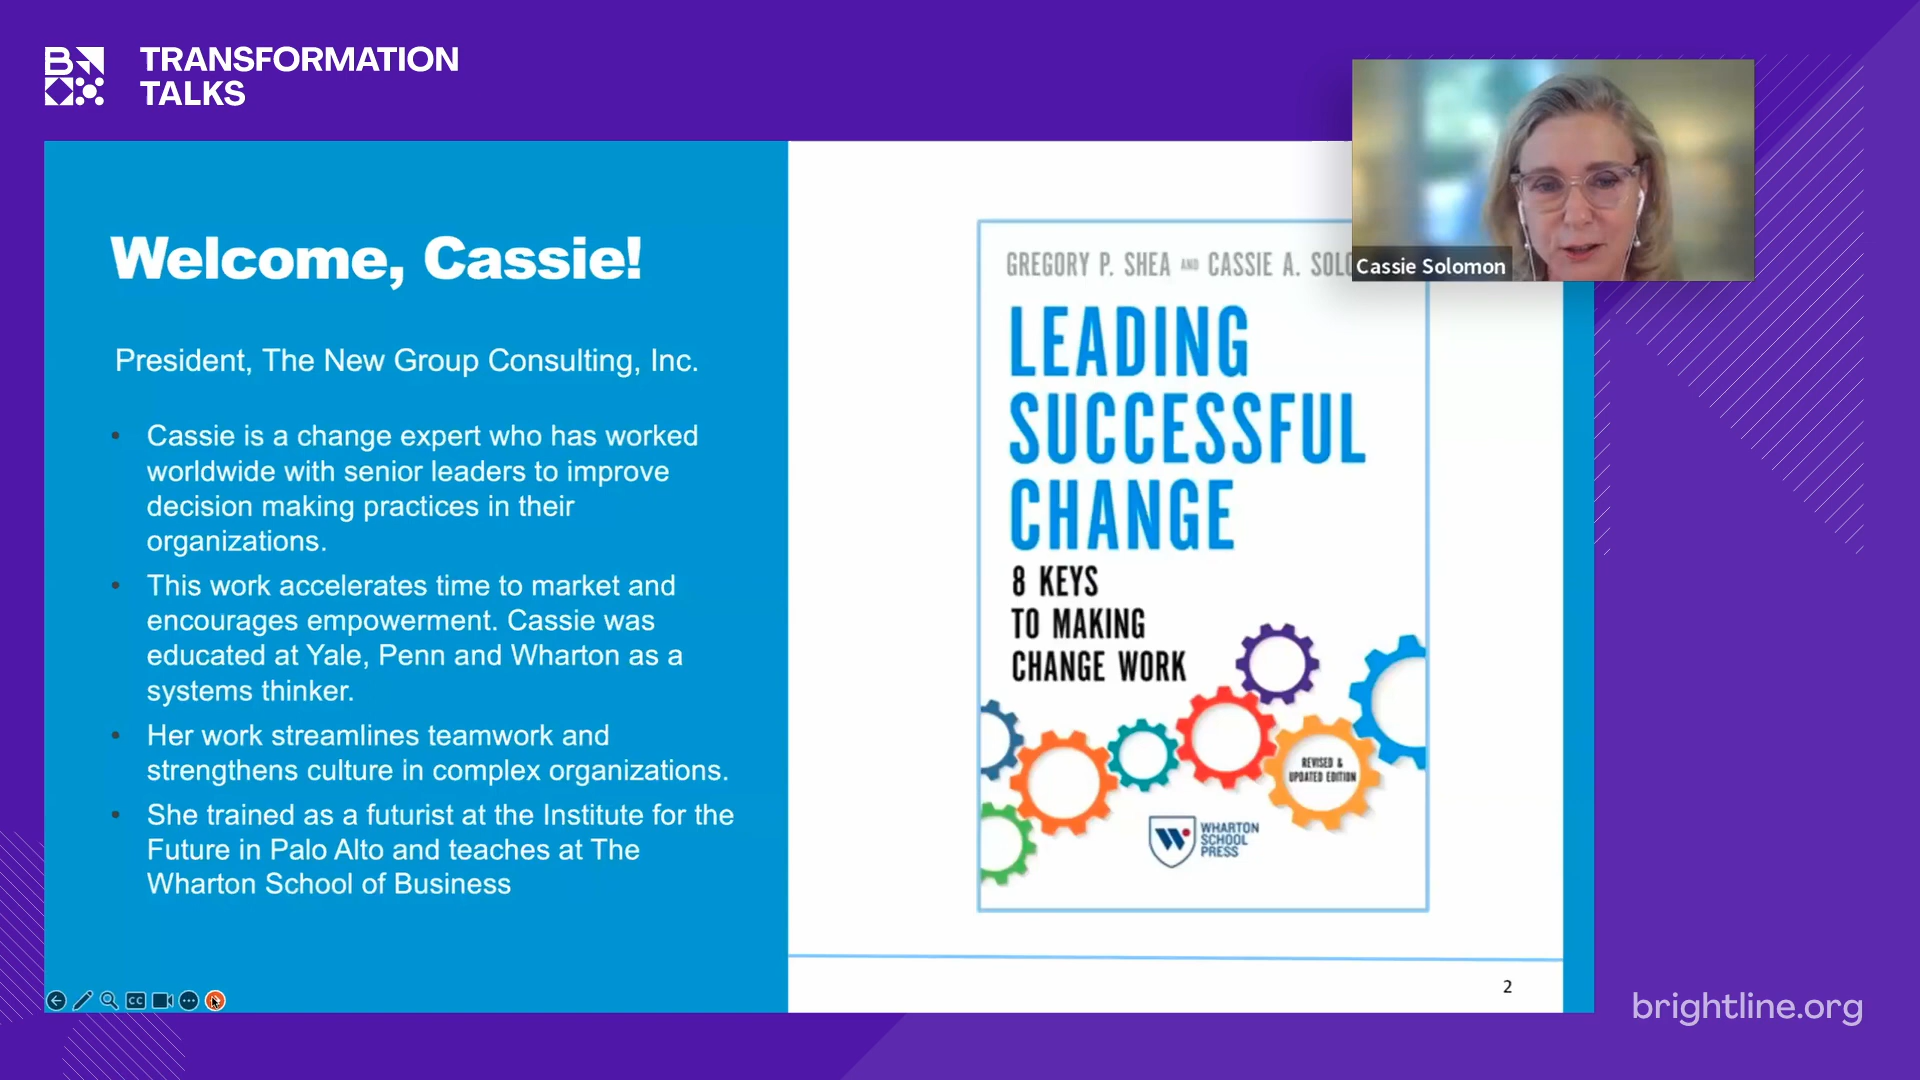 TRANSFORMATION
TALKS
Welcome, Cassie!
President, The New Group Consulting, Inc.
• Cassie is a change expert who has worked
worldwide with senior leaders to improve
decision making practices in their
organizations.
• This work accelerates time to market and
encourages empowerment. Cassie was
educated at Yale, Penn and Wharton as a
systems thinker.
• Her work streamlines teamwork and
strengthens culture in complex organizations.
• She trained as a futurist at the Institute for the
Future in Palo Alto and teaches at The
Wharton School of Business
CC
GREGORY P. SHEA AND CASSIE A. SOLO
LEADING
SUCCESSFUL
CHANGE
8 KEYS
TO MAKING
CHANGE WORK
REVISED &
UPDATED EDITION
W
WHARTON
SCHOOL
PRESS
2
Cassie Solomon
brightline.org